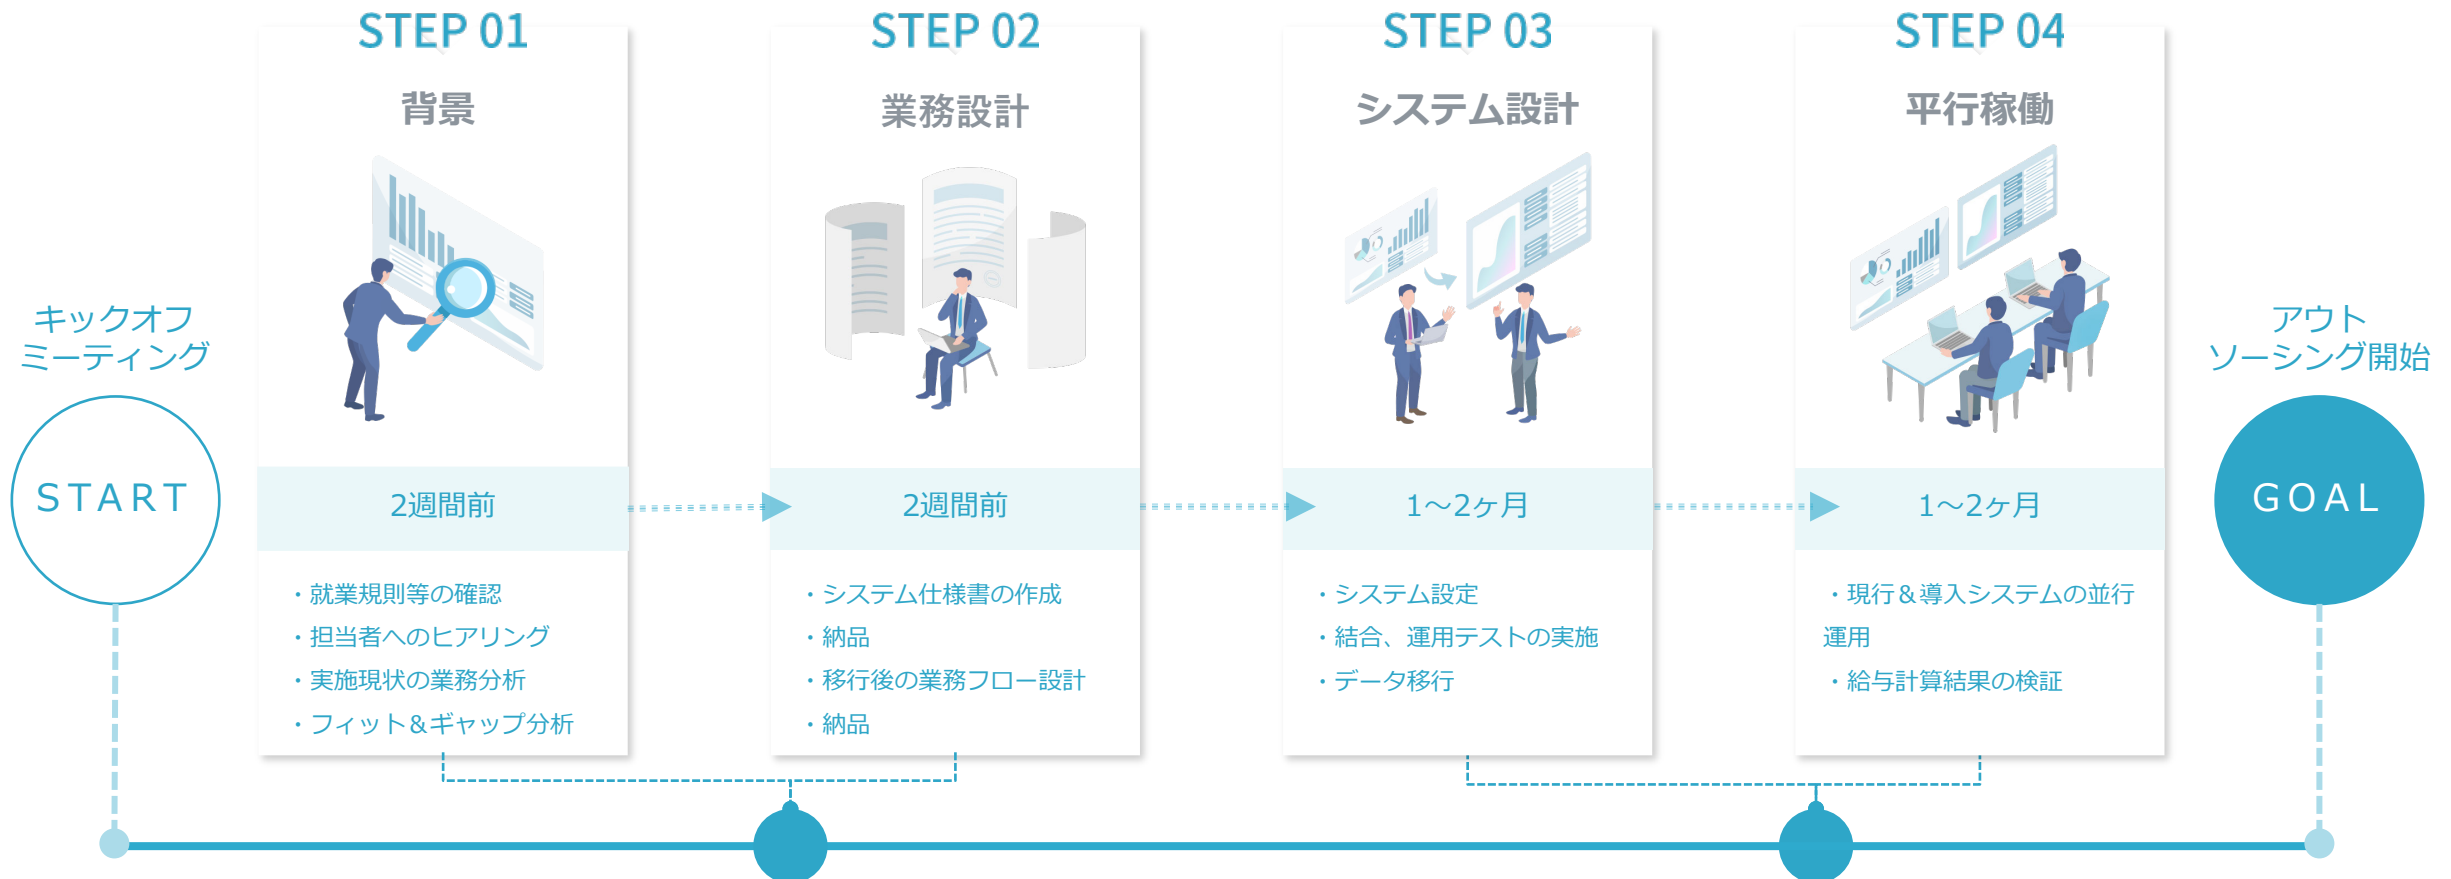 キックオフ
ミーティング
START
STEP 01
背景
2週間前
・就業規則等の確認
・担当者へのヒアリング
・実施現状の業務分析
・フィット＆ギャップ分析
STEP 02
業務設計
2週間前
・システム仕様書の作成
・納品
・移行後の業務フロー設計
・納品
STEP 03
システム設計
1～2ヶ月
・システム設定
・結合、運用テストの実施
・データ移行
STEP 04
平行稼働
1～2ヶ月
・現行＆導入システムの並行
運用
・給与計算結果の検証
アウト
ソーシング開始
GOAL